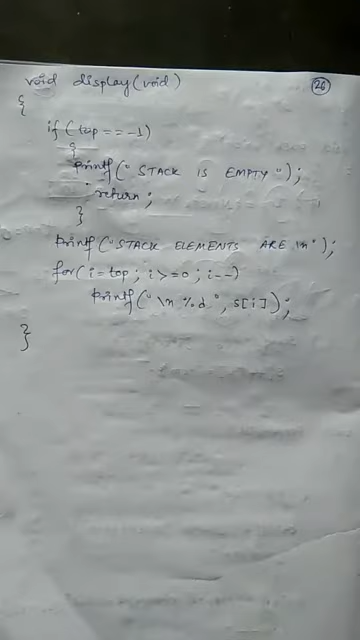 void display(void)
26
{
if (top == -1)
{
printf(" STACK IS EMPTY ");
return;
}
printf("STACK ELEMENTS ARE \n");
for(i=top; i>=0; i--)
printf("\n %d ", s[i]);
}